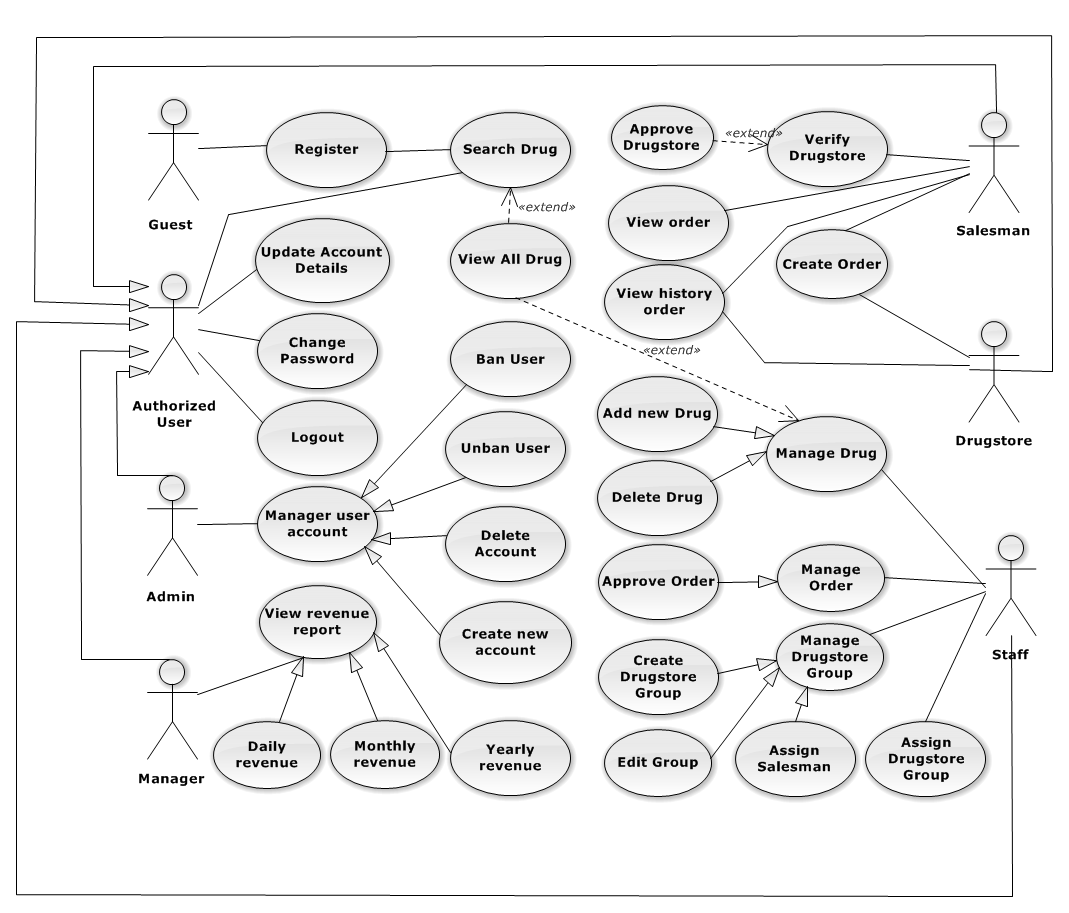 Guest
Register
Search Drug
«extend»
Approve
Drugstore
«extend»
Verify
Drugstore
Salesman
View order
Create Order
View history
order
Update Account
Details
View All Drug
«extend»
Change
Password
Ban User
Authorized
User
Logout
Unban User
Add new Drug
Manage Drug
Drugstore
Delete Drug
Manager user
account
Delete
Account
Admin
Approve Order
Manage
Order
Staff
View revenue
report
Create new
account
Create
Drugstore
Group
Manage
Drugstore
Group
Manager
Daily
revenue
Monthly
revenue
Yearly
revenue
Edit Group
Assign
Salesman
Assign
Drugstore
Group